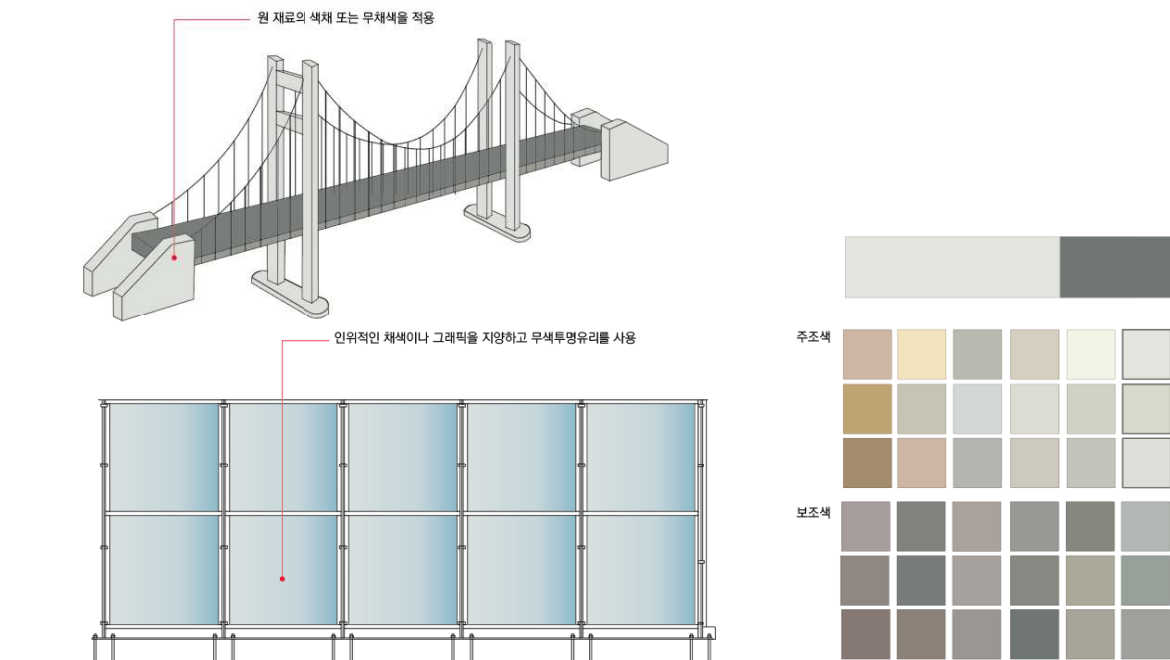 원 재료의 색채 또는 무채색을 적용
인위적인 채색이나 그래픽을 지양하고 무색투명유리를 사용
주조색
보조색